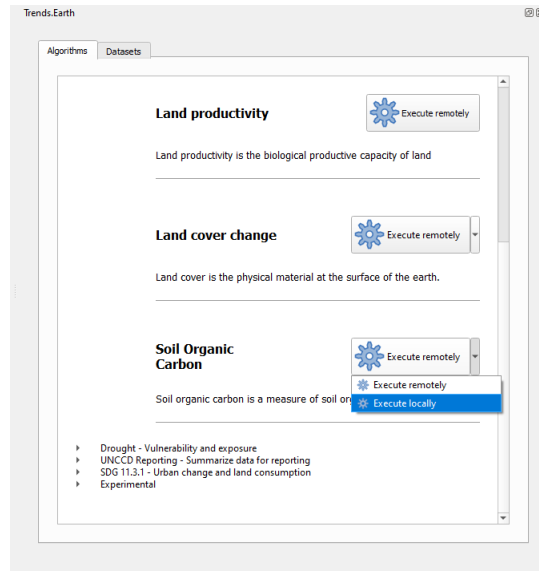 Trends.Earth
Algorithms Datasets
Land productivity
Execute remotely
Land productivity is the biological productive capacity of land
Land cover change
Execute remotely
Land cover is the physical material at the surface of the earth.
Soil Organic
Carbon
Execute remotely
Execute remotely
Execute locally
Soil organic carbon is a measure of soil
Drought - Vulnerability and exposure
UNCCD Reporting - Summarize data for reporting
SDG 11.3.1 - Urban change and land consumption
Experimental